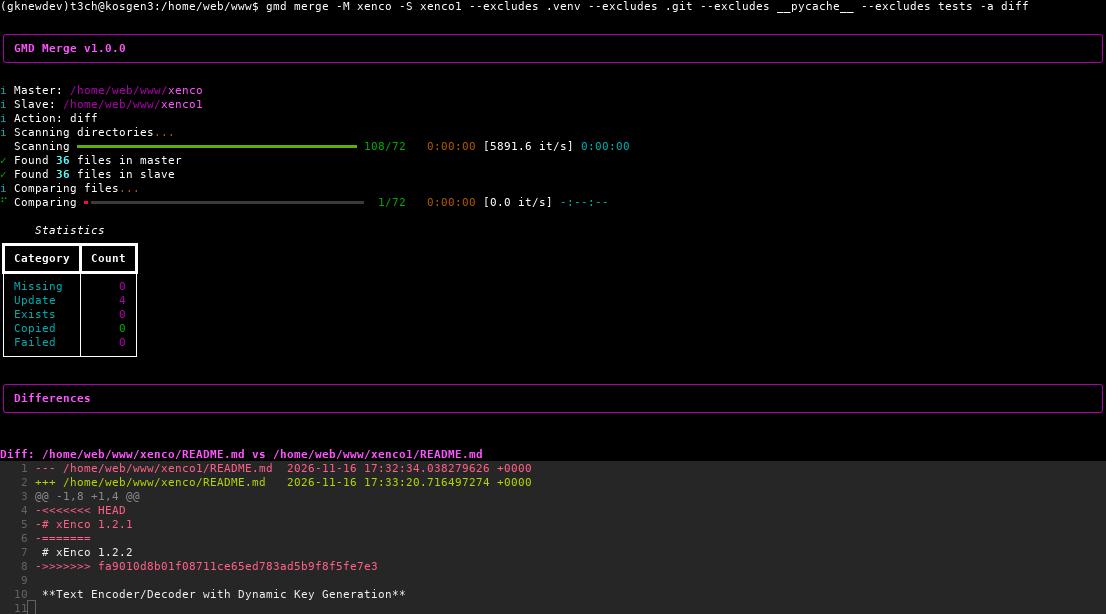 (gknewdev)t3ch@kosgen3:/home/web/www$ gmd merge -M xenco -S xenco1 --excludes .venv --excludes .git --excludes __pycache__ --excludes tests -a diff
GMD Merge v1.0.0
i Master: /home/web/www/xenco
i Slave: /home/web/www/xenco1
i Action: diff
i Scanning directories...
Scanning 108/72 0:00:00 [5891.6 it/s] 0:00:00
✓ Found 36 files in master
✓ Found 36 files in slave
i Comparing files...
Comparing 1/72 0:00:00 [0.0 it/s] -:--:--
Statistics
Category Count
Missing 0
Update 4
Exists 0
Copied 0
Failed 0
Differences
Diff: /home/web/www/xenco/README.md vs /home/web/www/xenco1/README.md
1 --- /home/web/www/xenco1/README.md 2026-11-16 17:32:34.038279626 +0000
2 +++ /home/web/www/xenco/README.md 2026-11-16 17:33:20.716497274 +0000
3 @@ -1,8 +1,4 @@
4 -<<<<<<< HEAD
5 -# xEnco 1.2.1
6 -=======
7 # xEnco 1.2.2
8 ->>>>>>> fa9010d8b01f08711ce65ed783ad5b9f8f5fe7e3
9
10 **Text Encoder/Decoder with Dynamic Key Generation**
11